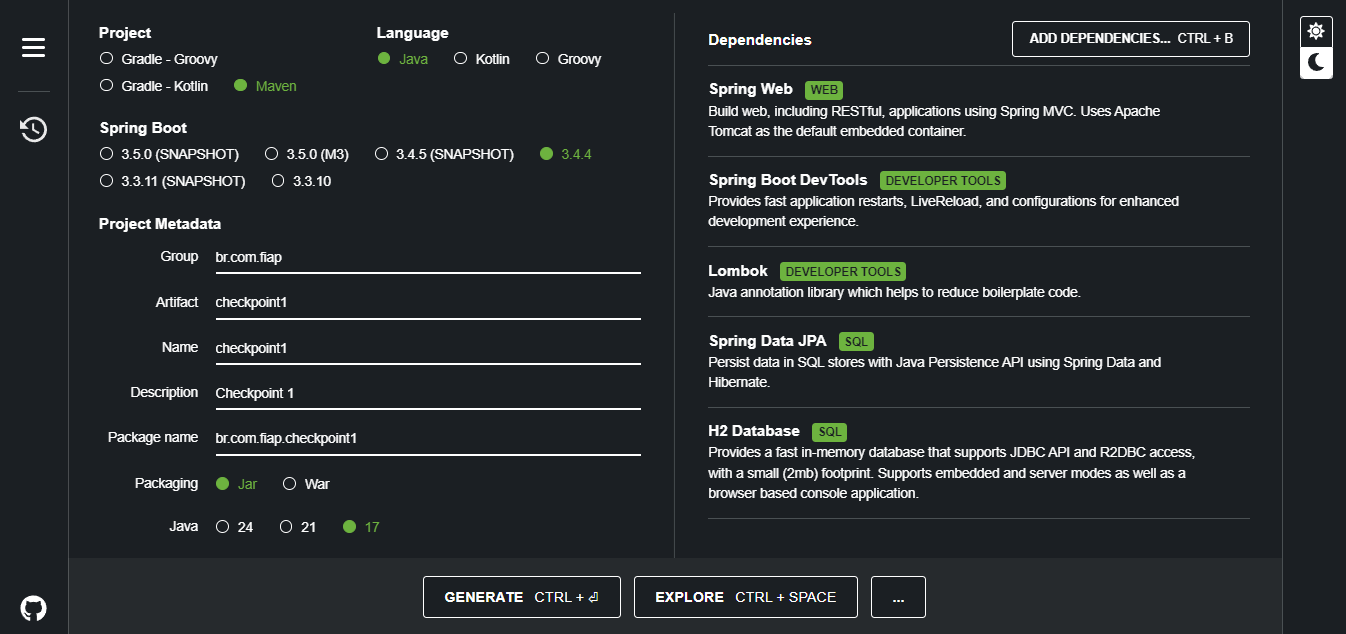 Project
Gradle - Groovy
Gradle - Kotlin Maven
Language
Java Kotlin Groovy
Spring Boot
3.5.0 (SNAPSHOT) 3.5.0 (M3) 3.4.5 (SNAPSHOT) 3.4.4
3.3.11 (SNAPSHOT) 3.3.10
Project Metadata
Group br.com.fiap
Artifact checkpoint1
Name checkpoint1
Description Checkpoint 1
Package name br.com.fiap.checkpoint1
Packaging Jar War
Java 24 21 17
Dependencies ADD DEPENDENCIES... CTRL + B
Spring Web WEB
Build web, including RESTful, applications using Spring MVC. Uses Apache
Tomcat as the default embedded container.
Spring Boot DevTools DEVELOPER TOOLS
Provides fast application restarts, LiveReload, and configurations for enhanced
development experience.
Lombok DEVELOPER TOOLS
Java annotation library which helps to reduce boilerplate code.
Spring Data JPA SQL
Persist data in SQL stores with Java Persistence API using Spring Data and
Hibernate.
H2 Database SQL
Provides a fast in-memory database that supports JDBC API and R2DBC access,
with a small (2mb) footprint. Supports embedded and server modes as well as a
browser based console application.
GENERATE CTRL + ⏎ EXPLORE CTRL + SPACE ...